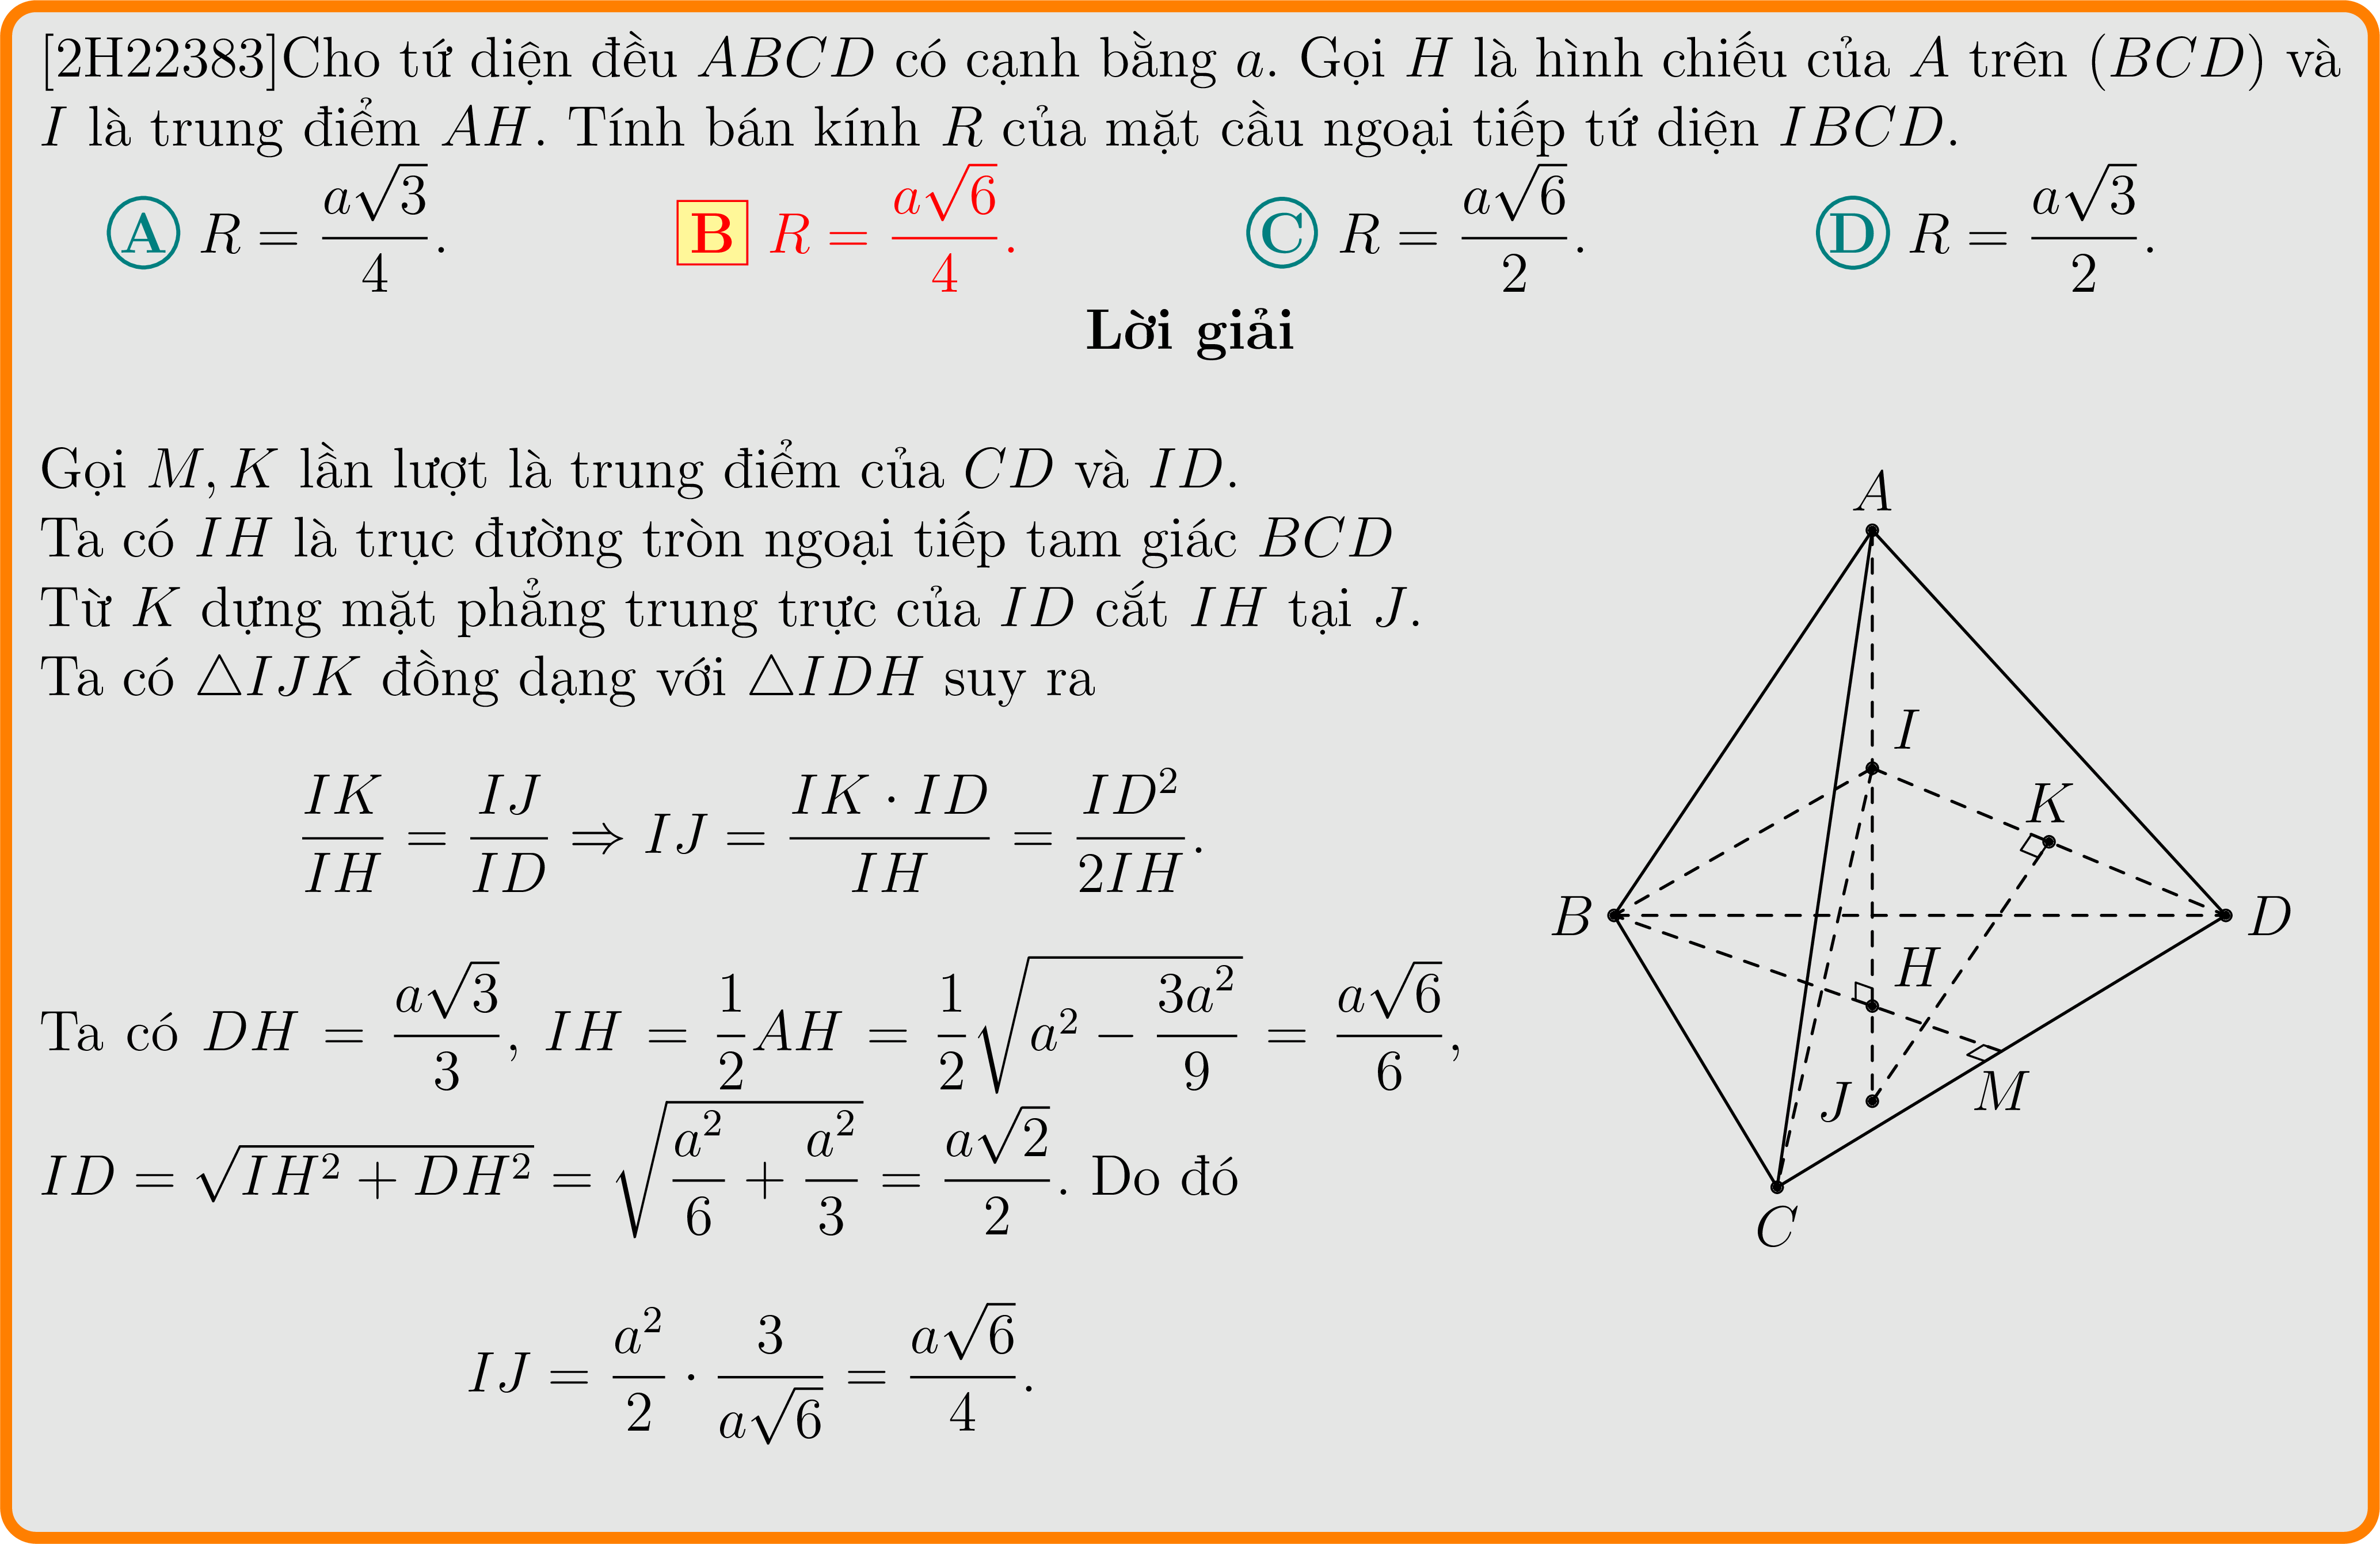 [2H22383]Cho tứ diện đều ABCD có cạnh bằng a. Gọi H là hình chiếu của A trên (BCD) và
I là trung điểm AH. Tính bán kính R của mặt cầu ngoại tiếp tứ diện IBCD.
A R = \frac{a\sqrt{3}}{4}. B R = \frac{a\sqrt{6}}{4}. C R = \frac{a\sqrt{6}}{2}. D R = \frac{a\sqrt{3}}{2}.
Lời giải
Gọi M, K lần lượt là trung điểm của CD và ID.
Ta có IH là trục đường tròn ngoại tiếp tam giác BCD
Từ K dựng mặt phẳng trung trực của ID cắt IH tại J.
Ta có △IJK đồng dạng với △IDH suy ra
\frac{IK}{IH} = \frac{IJ}{ID} ⇒ IJ = \frac{IK · ID}{IH} = \frac{ID^2}{2IH}.
Ta có DH = \frac{a\sqrt{3}}{3}, IH = \frac{1}{2}AH = \frac{1}{2}\sqrt{a^2 − \frac{3a^2}{9}} = \frac{a\sqrt{6}}{6},
ID = \sqrt{IH^2 + DH^2} = \sqrt{\frac{a^2}{6} + \frac{a^2}{3}} = \frac{a\sqrt{2}}{2}. Do đó
IJ = \frac{a^2}{2} · \frac{3}{a\sqrt{6}} = \frac{a\sqrt{6}}{4}.
A
I
K
B
D
H
J
M
C